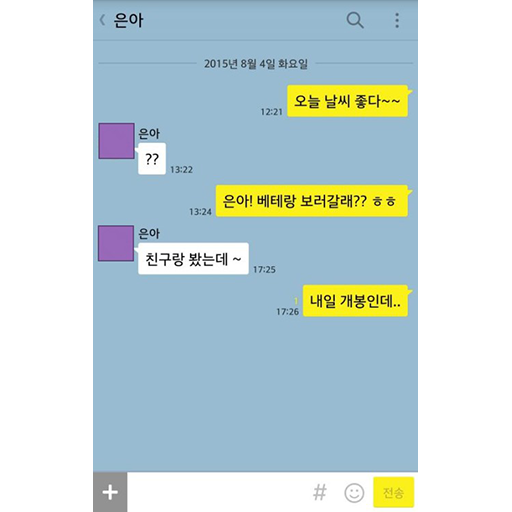 은아
2015년 8월 4일 화요일
오늘 날씨 좋다~~
12:21
은아
??
13:22
은아! 베테랑 보러갈래?? ㅎㅎ
13:24
은아
친구랑 봤는데 ~
17:25
내일 개봉인데..
1
17:26
+
#
전송